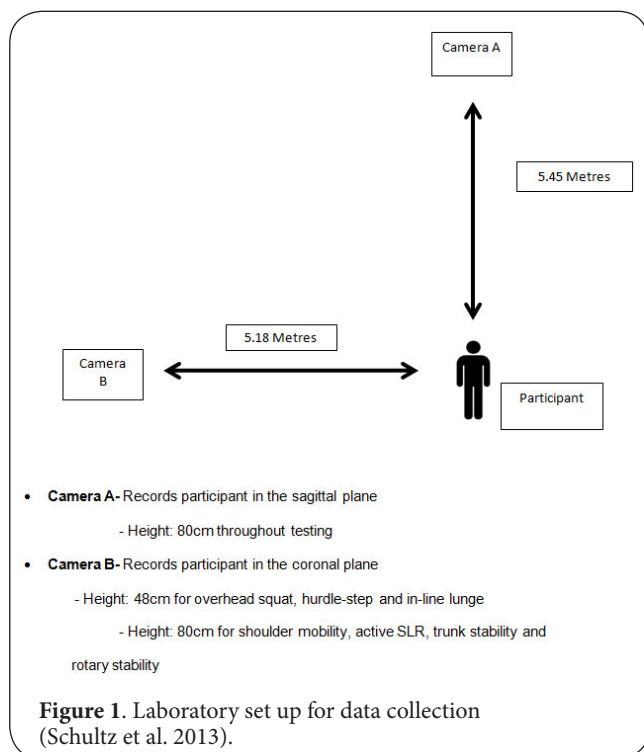 Camera A
5.45 Metres
5.18 Metres
Camera
B
Participant
• Camera A- Records participant in the sagittal plane
- Height: 80cm throughout testing
• Camera B- Records participant in the coronal plane
- Height: 48cm for overhead squat, hurdle-step and in-line lunge
- Height: 80cm for shoulder mobility, active SLR, trunk stability and
rotary stability
Figure 1. Laboratory set up for data collection
(Schultz et al. 2013).